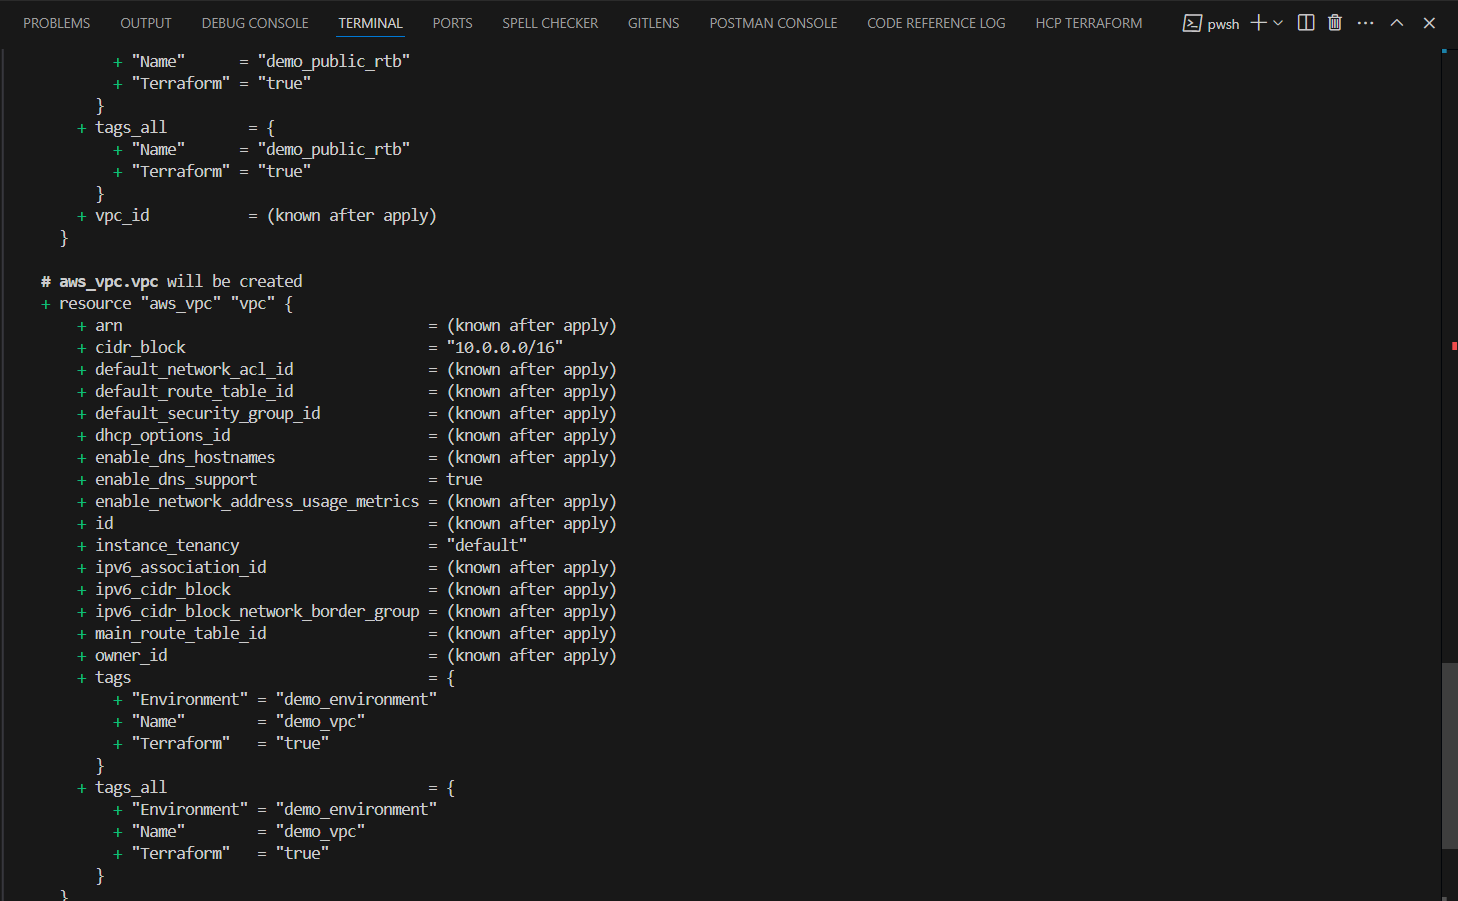 PROBLEMS OUTPUT DEBUG CONSOLE TERMINAL PORTS SPELL CHECKER GITLENS POSTMAN CONSOLE CODE REFERENCE LOG HCP TERRAFORM pwsh
+ "Name"      = "demo_public_rtb"
+ "Terraform" = "true"
}
+ tags_all         = {
+ "Name"      = "demo_public_rtb"
+ "Terraform" = "true"
}
+ vpc_id           = (known after apply)
}
# aws_vpc.vpc will be created
+ resource "aws_vpc" "vpc" {
+ arn                                  = (known after apply)
+ cidr_block                           = "10.0.0.0/16"
+ default_network_acl_id               = (known after apply)
+ default_route_table_id               = (known after apply)
+ default_security_group_id            = (known after apply)
+ dhcp_options_id                      = (known after apply)
+ enable_dns_hostnames                 = (known after apply)
+ enable_dns_support                   = true
+ enable_network_address_usage_metrics = (known after apply)
+ id                                   = (known after apply)
+ instance_tenancy                     = "default"
+ ipv6_association_id                  = (known after apply)
+ ipv6_cidr_block                      = (known after apply)
+ ipv6_cidr_block_network_border_group = (known after apply)
+ main_route_table_id                  = (known after apply)
+ owner_id                             = (known after apply)
+ tags                                 = {
+ "Environment" = "demo_environment"
+ "Name"        = "demo_vpc"
+ "Terraform"   = "true"
}
+ tags_all                             = {
+ "Environment" = "demo_environment"
+ "Name"        = "demo_vpc"
+ "Terraform"   = "true"
}
}